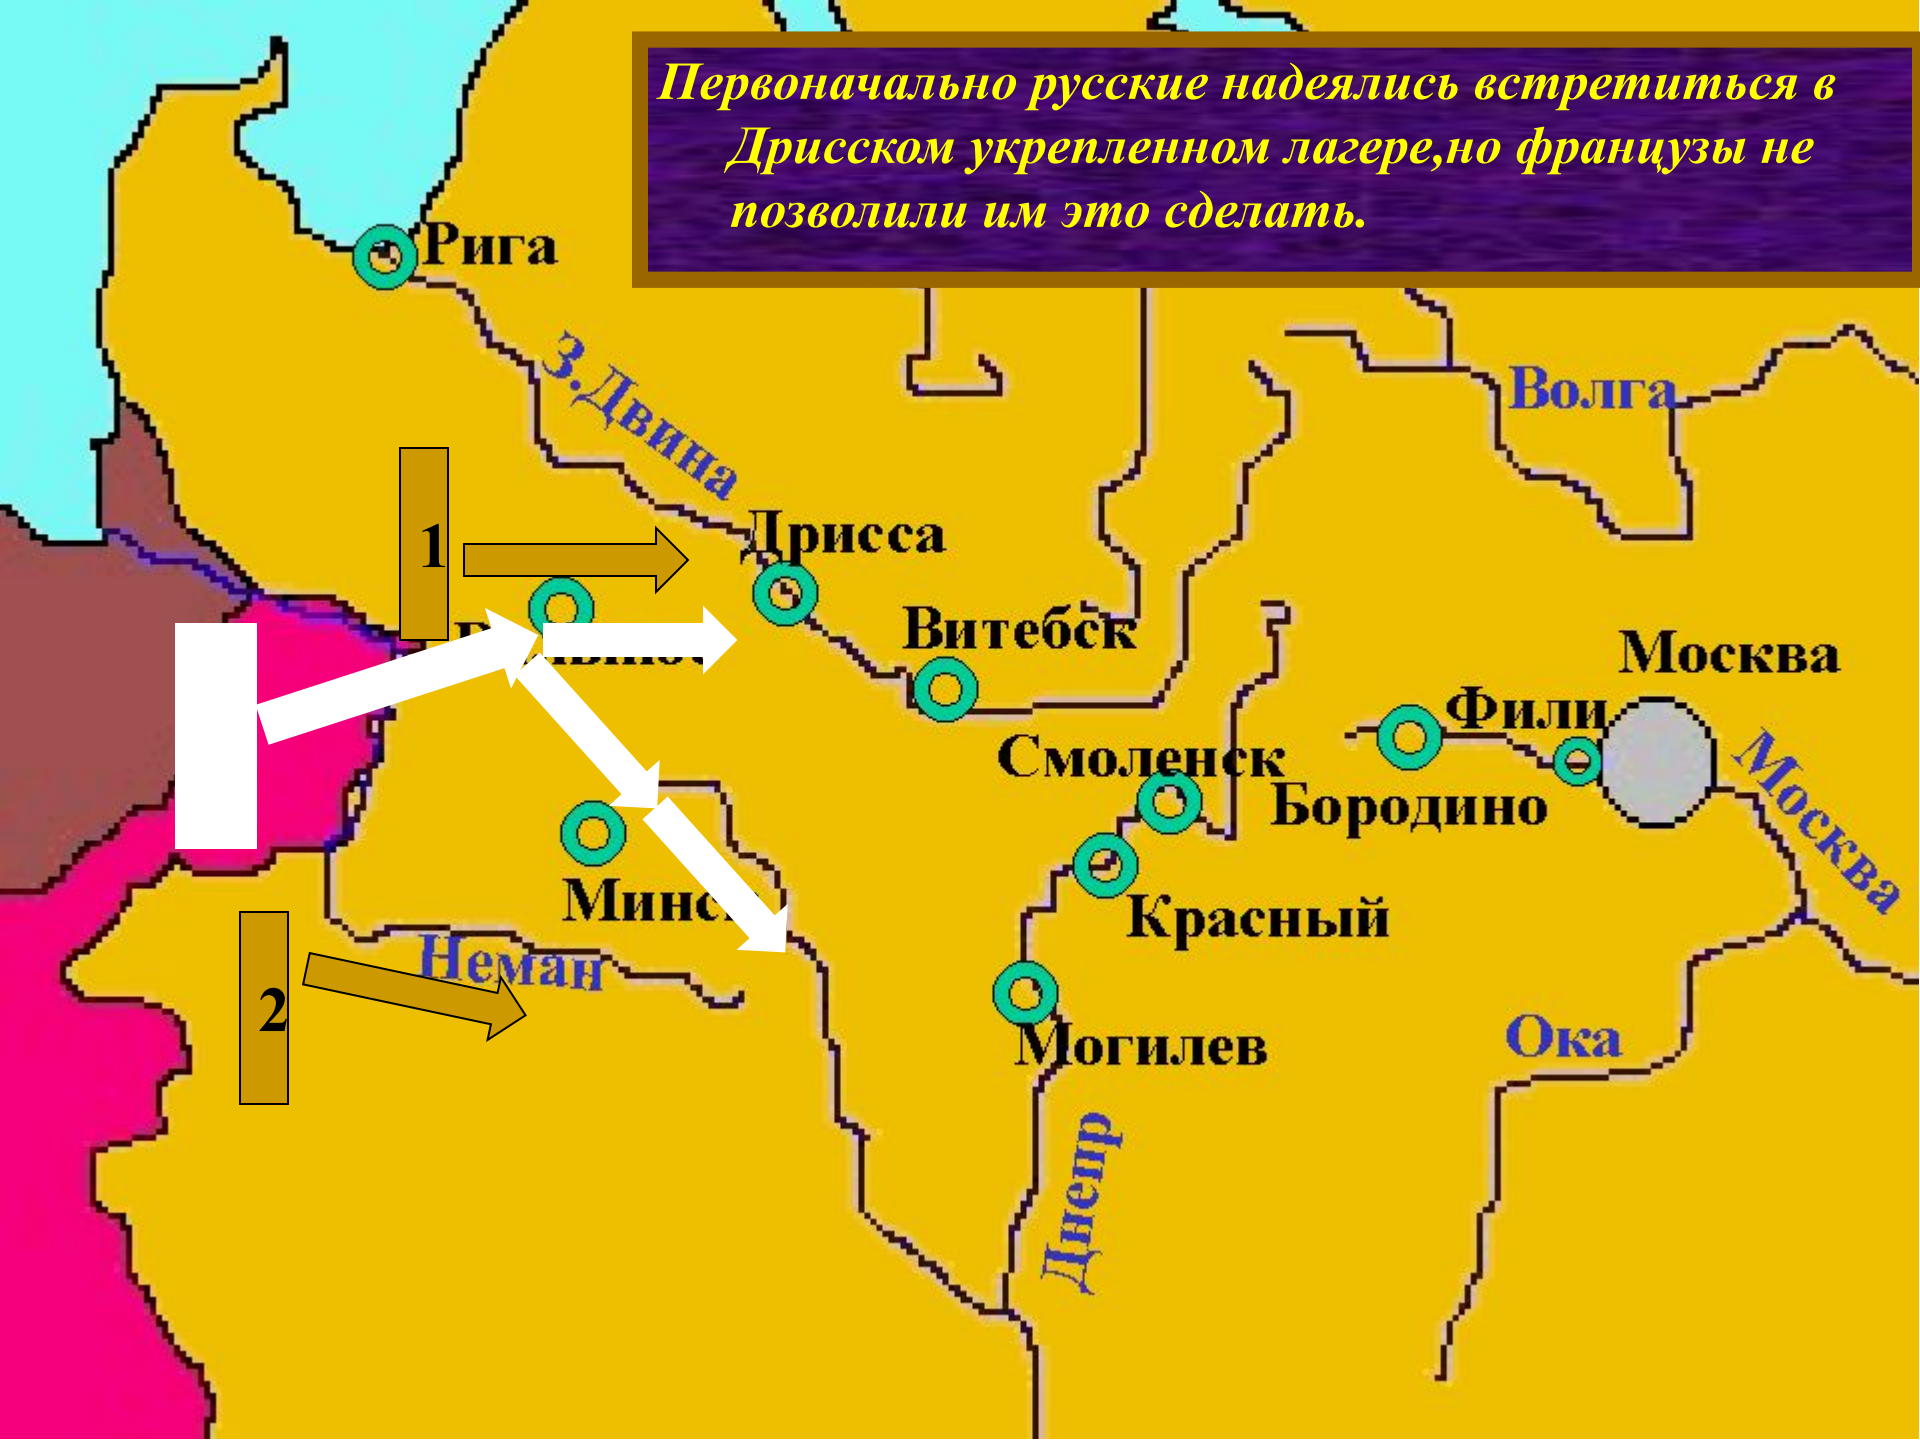 Первоначально русские надеялись встретиться в
Дрисском укрепленном лагере,но французы не
позволили им это сделать.
Рига
З.Двина
Волга
1
Дрисса
Витебск
Москва
Фили
Смоленск
Бородино
Москва
Красный
Неман
2
Могилев
Ока
Днепр